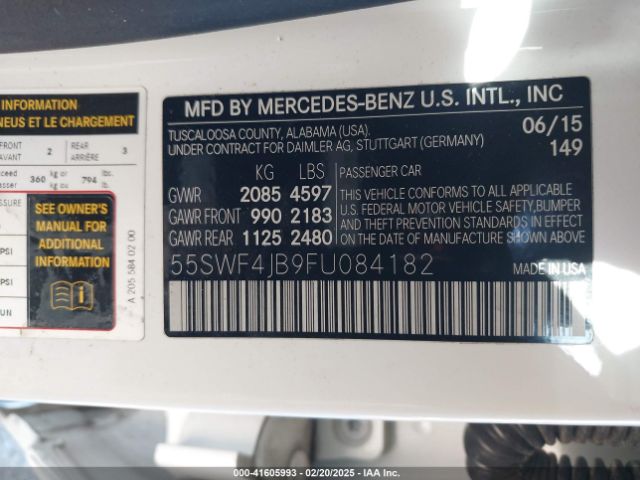 INFORMATION
NEUS ET LE CHARGEMENT
FRONT
AVANT
2
REAR
ARRIÈRE
3
360
kg or
kg ou
794
lbs.
lb.
SEE OWNER'S
MANUAL FOR
ADDITIONAL
INFORMATION
PSI
PSI
A 205 584 02 00
MFD BY MERCEDES-BENZ U.S. INTL., INC
TUSCALOOSA COUNTY, ALABAMA (USA).
06/15
UNDER CONTRACT FOR DAIMLER AG, STUTTGART (GERMANY)
149
KG LBS
PASSENGER CAR
GVWR 2085 4597
GAWR FRONT 990 2183
GAWR REAR 1125 2480
THIS VEHICLE CONFORMS TO ALL APPLICABLE
U.S. FEDERAL MOTOR VEHICLE SAFETY,BUMPER
AND THEFT PREVENTION STANDARDS IN EFFECT
ON THE DATE OF MANUFACTURE SHOWN ABOVE.
55SWF4JB9FU084182
MADE IN USA
000-41605993 - 02/20/2025 - IAA Inc.